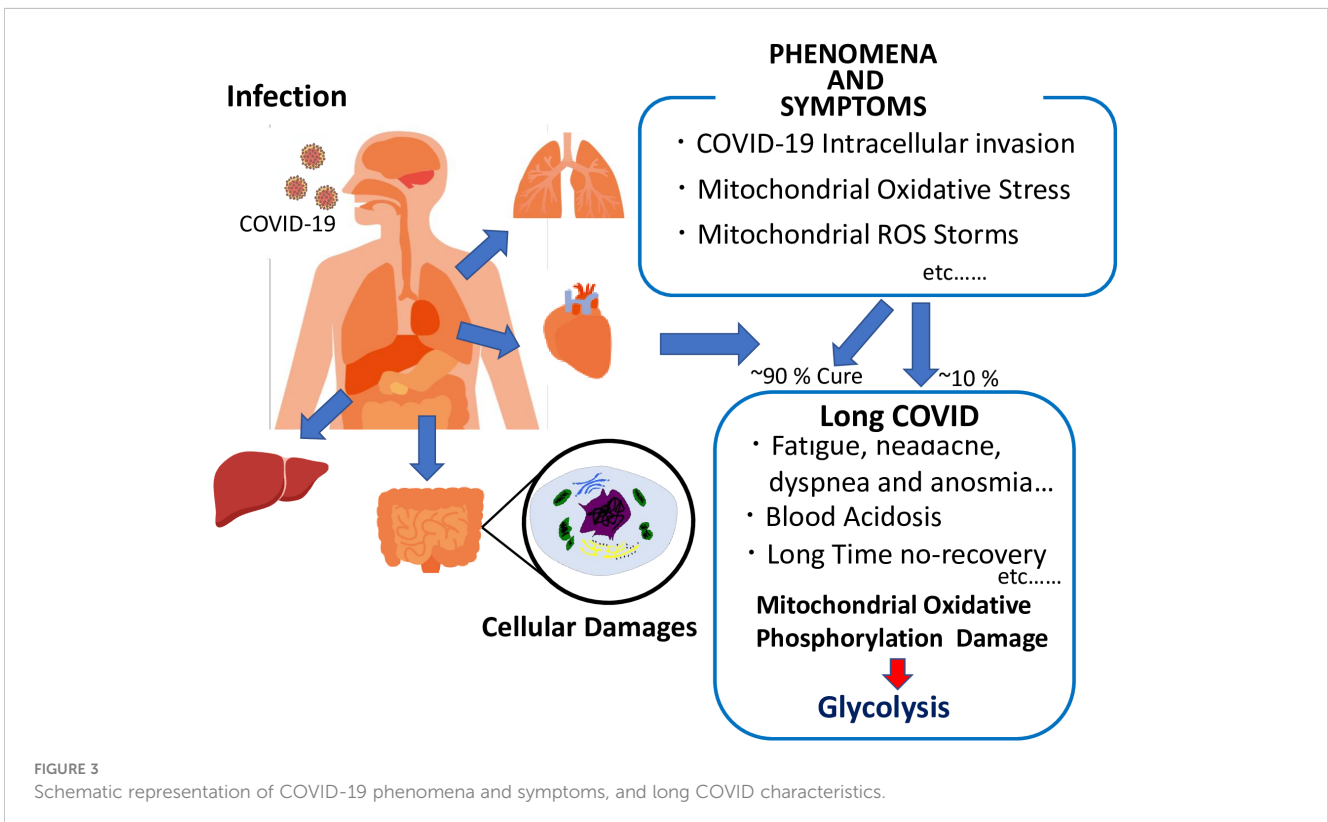 Infection
COVID-19
PHENOMENA
AND
SYMPTOMS
・ COVID-19 Intracellular invasion
・ Mitochondrial Oxidative Stress
・ Mitochondrial ROS Storms
etc......
~90 % Cure
~10 %
Long COVID
・ Fatigue, headache,
dyspnea and anosmia...
・ Blood Acidosis
・ Long Time no-recovery
etc......
Mitochondrial Oxidative
Phosphorylation Damage
Glycolysis
Cellular Damages
FIGURE 3
Schematic representation of COVID-19 phenomena and symptoms, and long COVID characteristics.